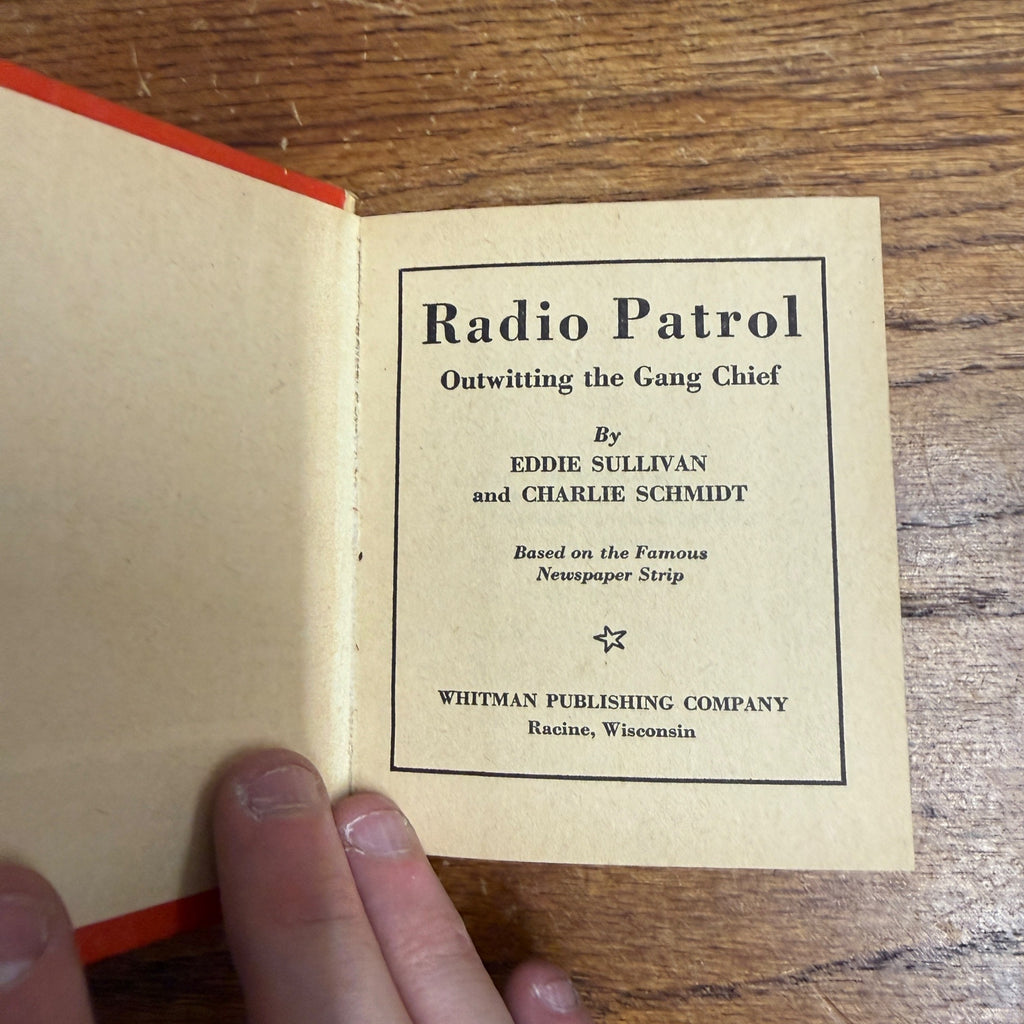 Radio Patrol
Outwitting the Gang Chief
By
EDDIE SULLIVAN
and CHARLIE SCHMIDT
Based on the Famous
Newspaper Strip
WHITMAN PUBLISHING COMPANY
Racine, Wisconsin